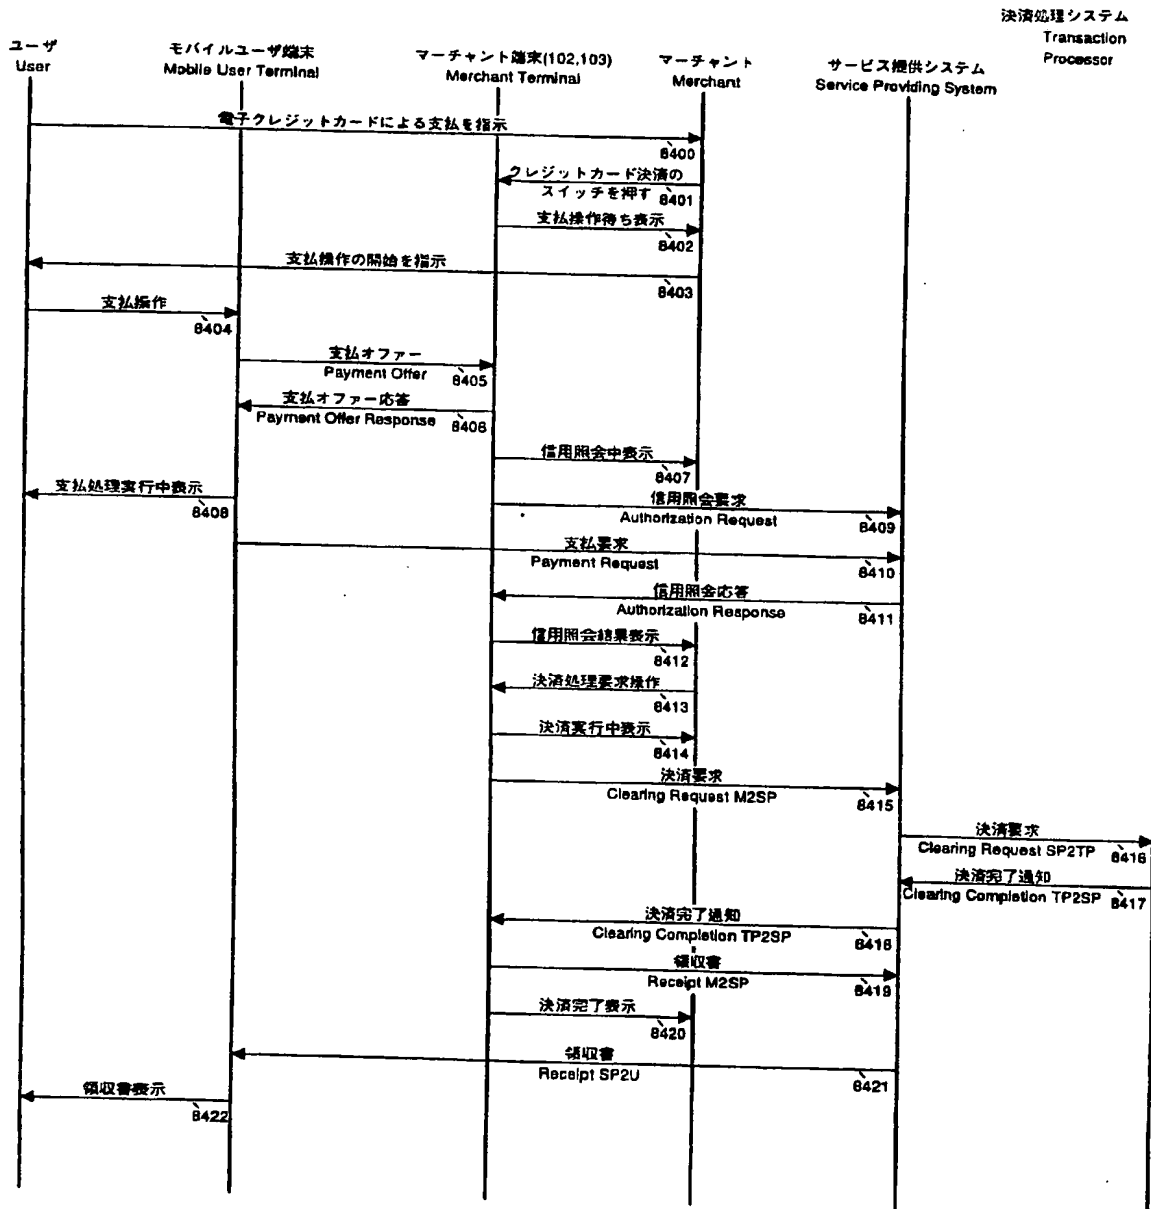 決済処理システム
Transaction
Processor
ユーザ
User
モバイルユーザ端末
Mobile User Terminal
マーチャント端末(102,103)
Merchant Terminal
マーチャント
Merchant
サービス提供システム
Service Providing System
電子クレジットカードによる支払を指示
8400
クレジットカード決済の
スイッチを押す
8401
支払操作待ち表示
8402
支払操作の開始を指示
8403
支払操作
8404
支払オファー
Payment Offer
8405
支払オファー応答
Payment Offer Response
8406
信用照会中表示
8407
支払処理実行中表示
8408
信用照会要求
Authorization Request
8409
支払要求
Payment Request
8410
信用照会応答
Authorization Response
8411
信用照会結果表示
8412
決済処理要求操作
8413
決済実行中表示
8414
決済要求
Clearing Request M2SP
8415
決済要求
Clearing Request SP2TP
8416
決済完了通知
Clearing Completion TP2SP
8417
決済完了通知
Clearing Completion TP2SP
8418
領収書
Receipt M2SP
8419
決済完了表示
8420
領収書
Receipt SP2U
8421
領収書表示
8422